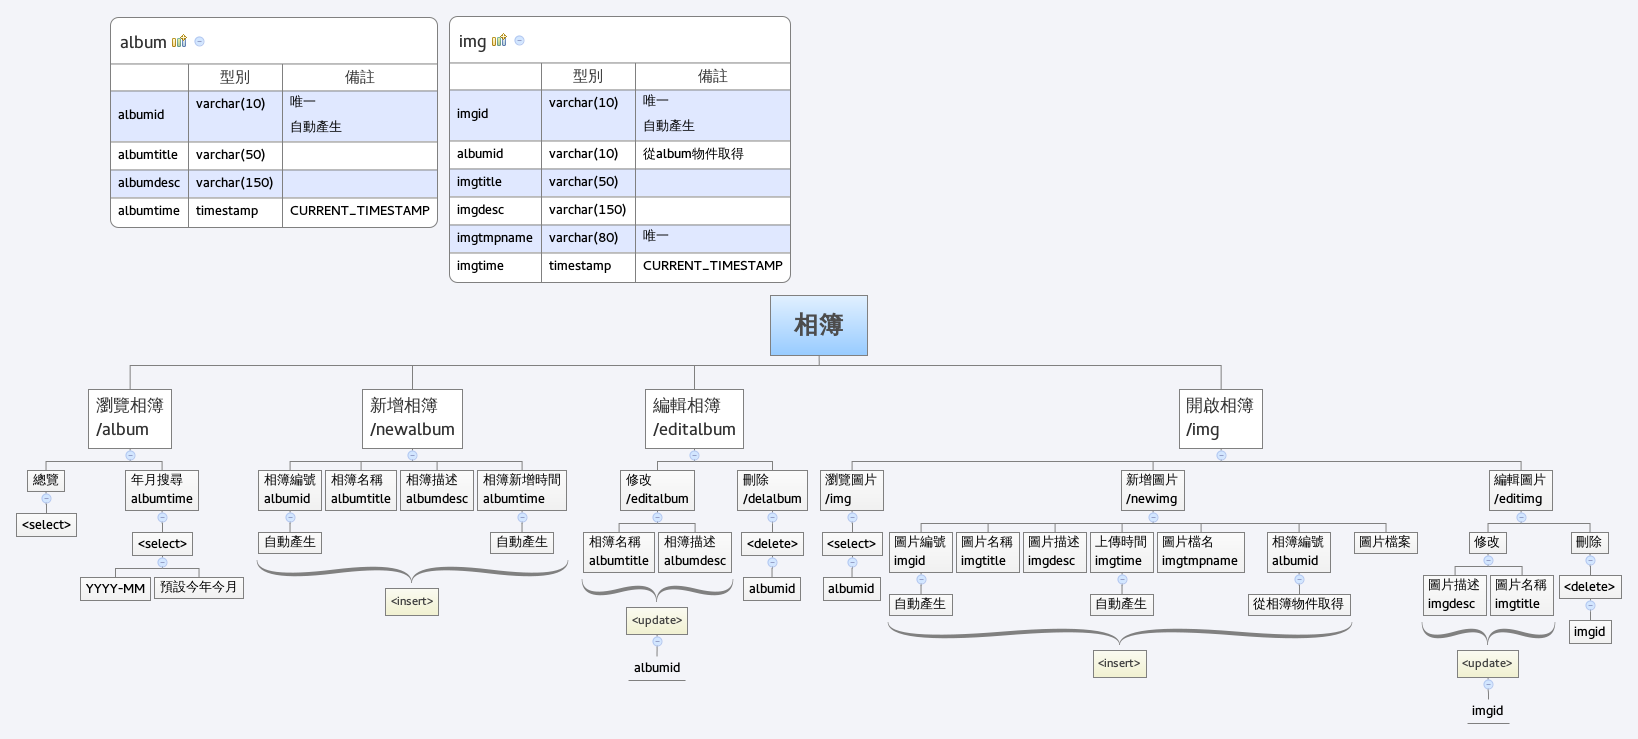 album
型別 備註
albumid varchar(10) 唯一
自動產生
albumtitle varchar(50)
albumdesc varchar(150)
albumtime timestamp CURRENT_TIMESTAMP
img
型別 備註
imgid varchar(10) 唯一
自動產生
albumid varchar(10) 從album物件取得
imgtitle varchar(50)
imgdesc varchar(150)
imgtmpname varchar(80) 唯一
imgtime timestamp CURRENT_TIMESTAMP
相簿
瀏覽相簿
/album
總覽
<select>
年月搜尋
albumtime
<select>
YYYY-MM
預設今年今月
新增相簿
/newalbum
相簿編號
albumid
自動產生
相簿名稱
albumtitle
相簿描述
albumdesc
相簿新增時間
albumtime
自動產生
<insert>
編輯相簿
/editalbum
修改
/editalbum
相簿名稱
albumtitle
相簿描述
albumdesc
<update>
albumid
刪除
/delalbum
<delete>
albumid
開啟相簿
/img
瀏覽圖片
/img
<select>
albumid
新增圖片
/newimg
圖片編號
imgid
自動產生
圖片名稱
imgtitle
圖片描述
imgdesc
上傳時間
imgtime
自動產生
圖片檔名
imgtmpname
相簿編號
albumid
從相簿物件取得
圖片檔案
<insert>
編輯圖片
/editimg
修改
圖片描述
imgdesc
圖片名稱
imgtitle
<update>
imgid
刪除
<delete>
imgid